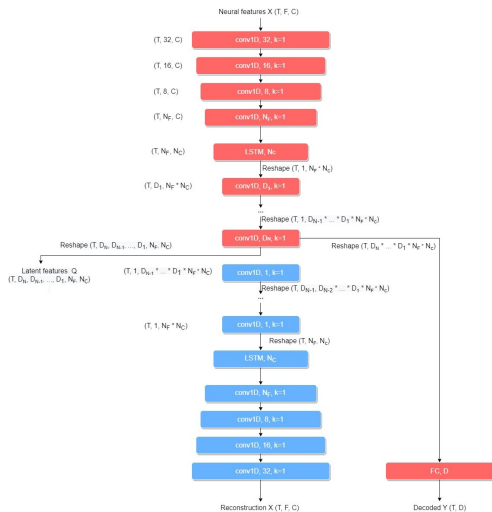 Neural features X (T, F, C)
(T, 32, C) conv1D, 32, k=1
(T, 16, C) conv1D, 16, k=1
(T, 8, C) conv1D, 8, k=1
(T, N_F, C) conv1D, N_F, k=1
(T, N_F, N_C) LSTM, N_C
Reshape (T, 1, N_F * N_C)
(T, D_1, N_F * N_C) conv1D, D_1, k=1
...
Reshape (T, 1, D_N-1 * ... * D_1 * N_F * N_C)
conv1D, D_N, k=1
Reshape (T, D_N, D_N-1, ..., D_1, N_F, N_C)
Reshape (T, D_N * ... * D_1 * N_F * N_C)
Latent features Q
(T, D_N, D_N-1, ..., D_1, N_F, N_C)
(T, 1, D_N-1 * ... * D_1 * N_F * N_C) conv1D, 1, k=1
Reshape (T, D_N-1, D_N-2 * ... * D_1 * N_F * N_C)
...
(T, 1, N_F * N_C) conv1D, 1, k=1
Reshape (T, N_F, N_C)
LSTM, N_C
conv1D, N_F, k=1
conv1D, 8, k=1
conv1D, 16, k=1
conv1D, 32, k=1
FC, D
Reconstruction X (T, F, C)
Decoded Y (T, D)